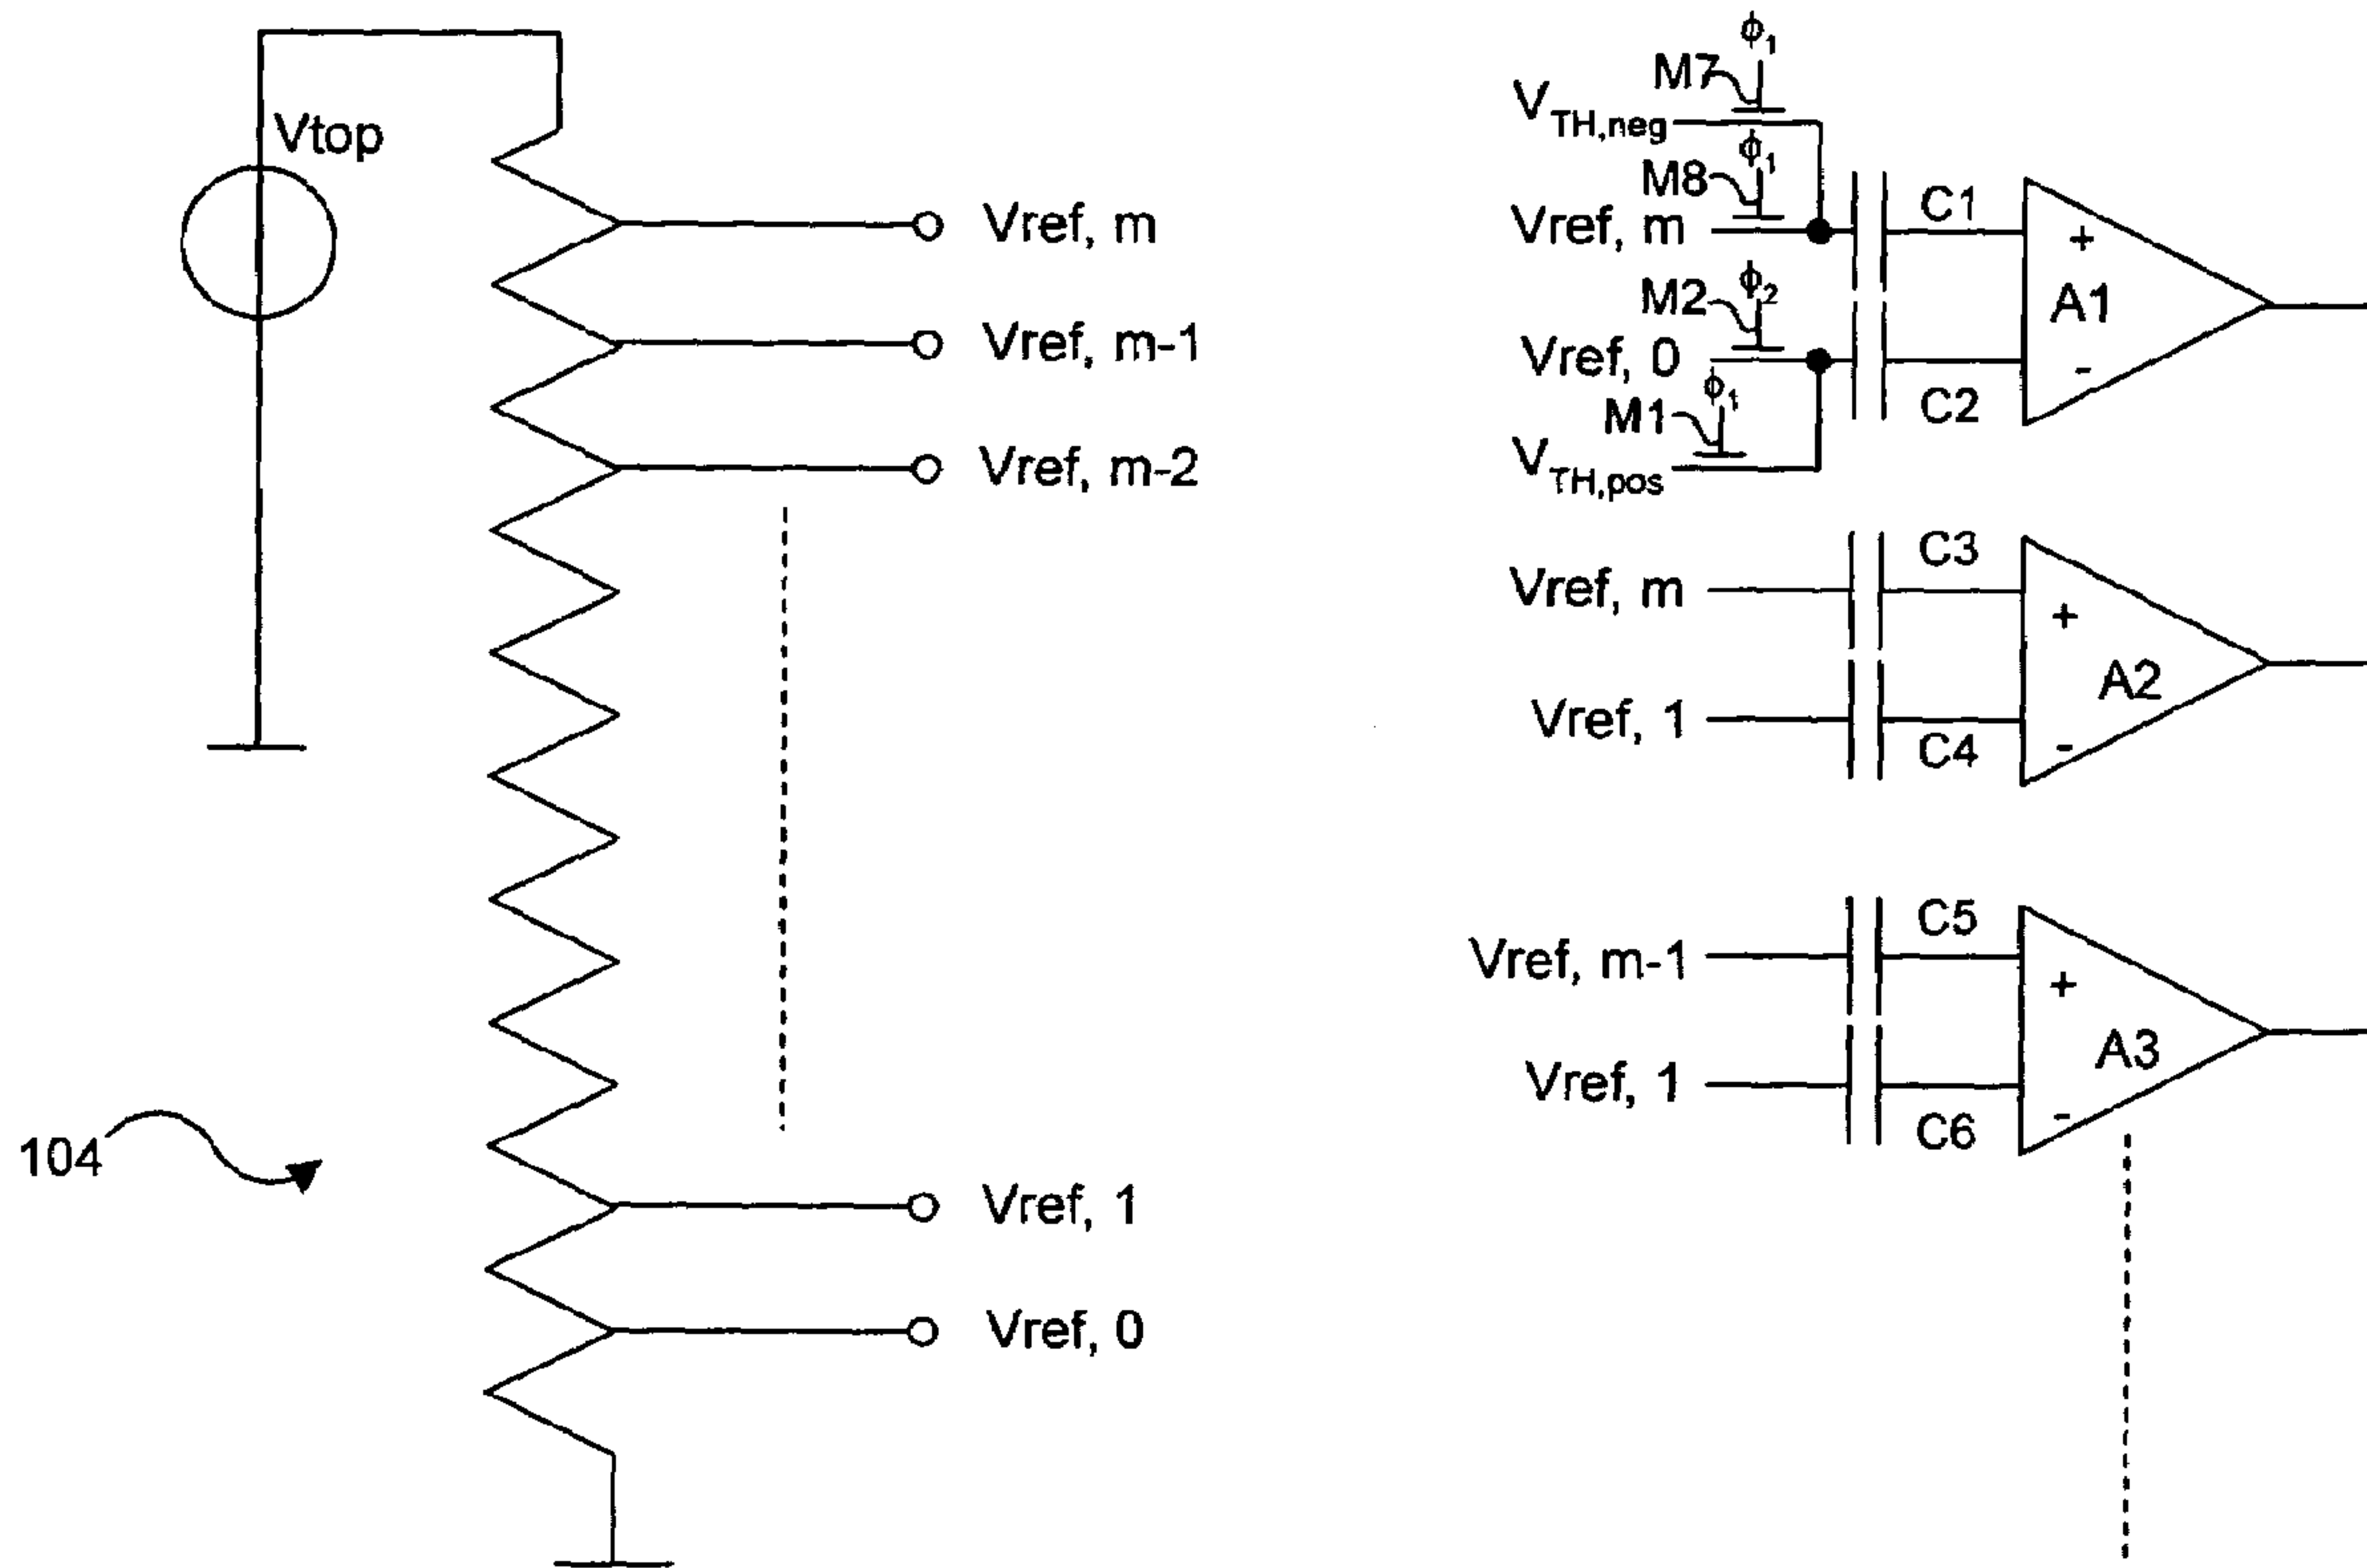 Vtop
Vref, m
Vref, m-1
Vref, m-2
Vref, 1
Vref, 0
104
ϕ1
M7
VTH,neg
ϕ1
M8
Vref, m
C1
+
A1
M2
ϕ2
Vref, 0
-
C2
ϕ1
M1
VTH,pos
C3
Vref, m
+
A2
Vref, 1
-
C4
C5
Vref, m-1
+
A3
Vref, 1
-
C6